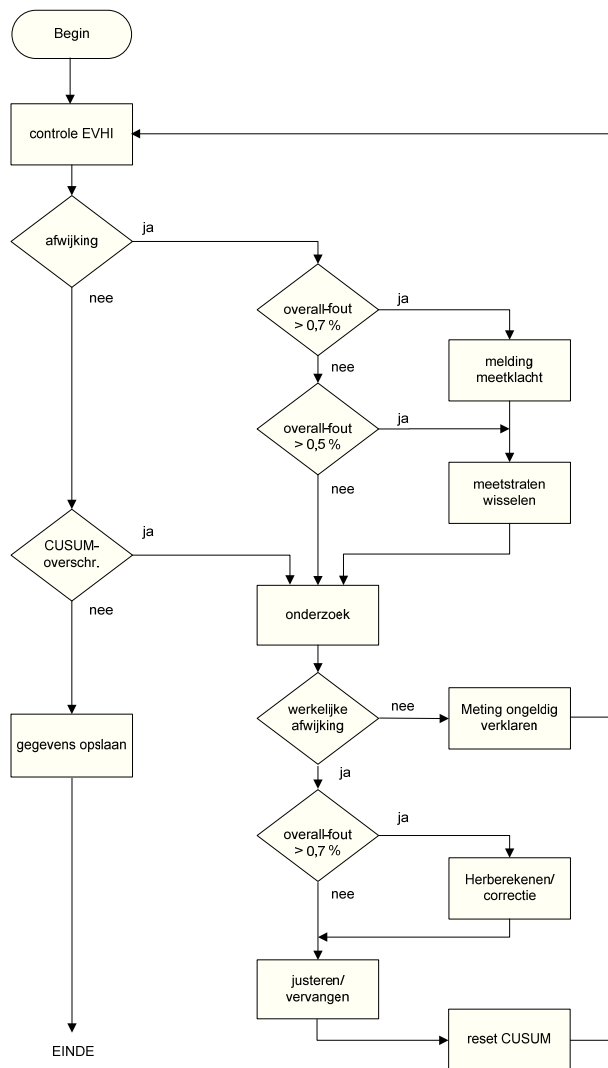 Begin
controle EVHI
afwijking
ja
nee
overall-fout
> 0,7 %
ja
nee
melding
meetklacht
overall-fout
> 0,5 %
ja
nee
meetstraten
wisselen
CUSUM-
overschr.
ja
nee
onderzoek
werkelijke
afwijking
nee
ja
Meting ongeldig
verklaren
gegevens opslaan
overall-fout
> 0,7 %
ja
nee
Herberekenen/
correctie
justeren/
vervangen
reset CUSUM
EINDE